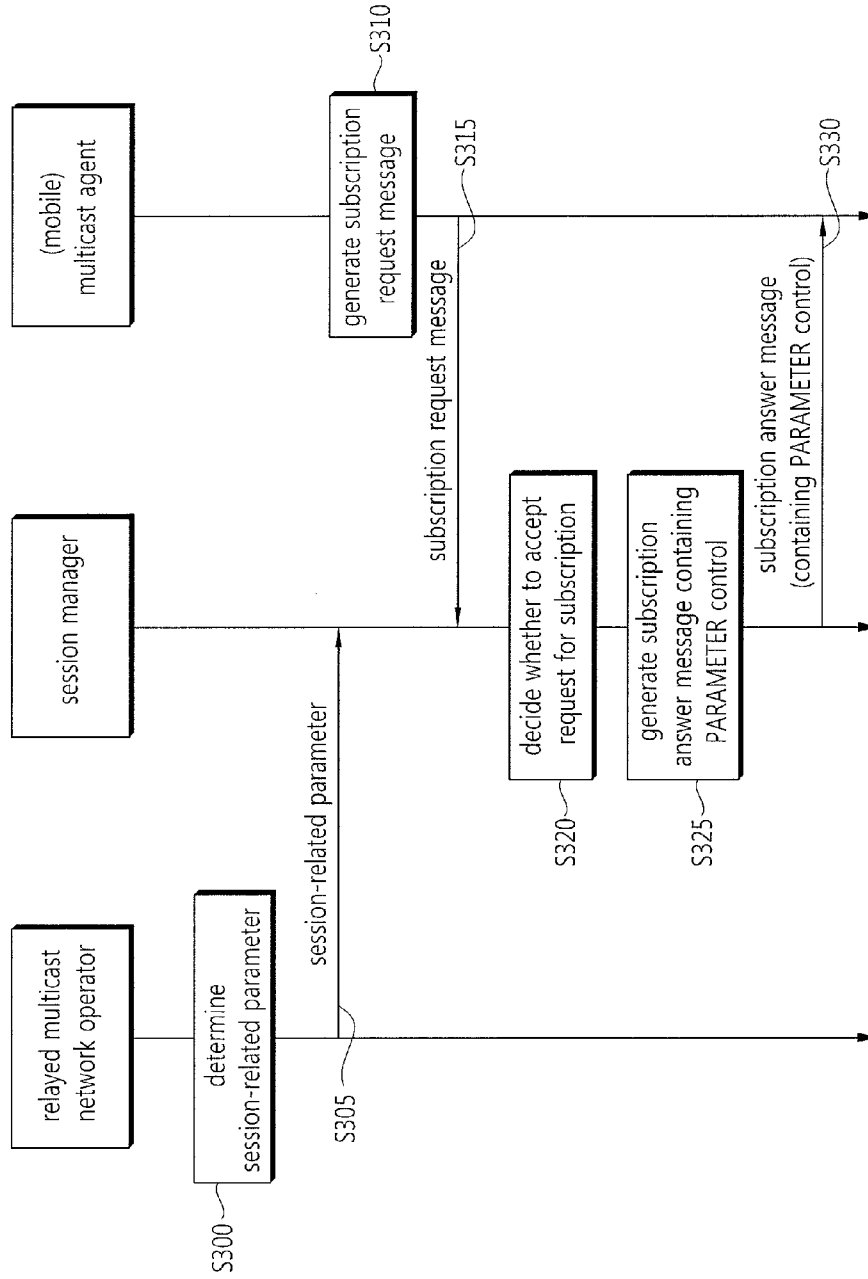 relayed multicast
network operator
session manager
(mobile)
multicast agent
S300
determine
session-related parameter
S305
session-related parameter
generate subscription
request message
S310
subscription request message
S315
S320
decide whether to accept
request for subscription
S325
generate subscription
answer message containing
PARAMETER control
subscription answer message
(containing PARAMETER control)
S330